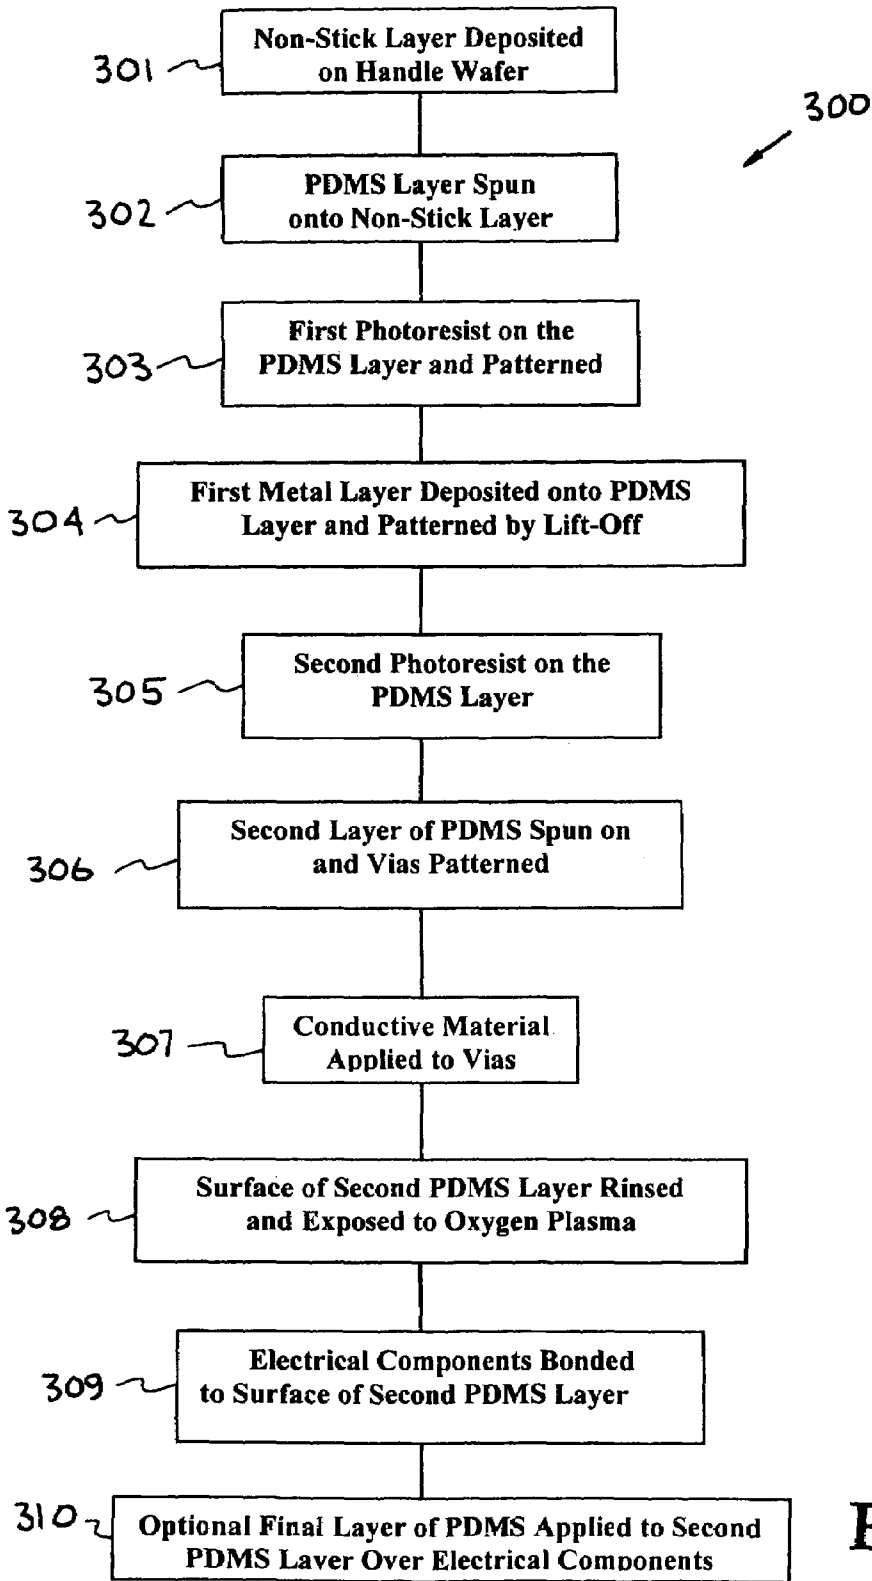 301
Non-Stick Layer Deposited
on Handle Wafer
300
302
PDMS Layer Spun
onto Non-Stick Layer
303
First Photoresist on the
PDMS Layer and Patterned
304
First Metal Layer Deposited onto PDMS
Layer and Patterned by Lift-Off
305
Second Photoresist on the
PDMS Layer
306
Second Layer of PDMS Spun on
and Vias Patterned
307
Conductive Material
Applied to Vias
308
Surface of Second PDMS Layer Rinsed
and Exposed to Oxygen Plasma
309
Electrical Components Bonded
to Surface of Second PDMS Layer
310
Optional Final Layer of PDMS Applied to Second
PDMS Layer Over Electrical Components